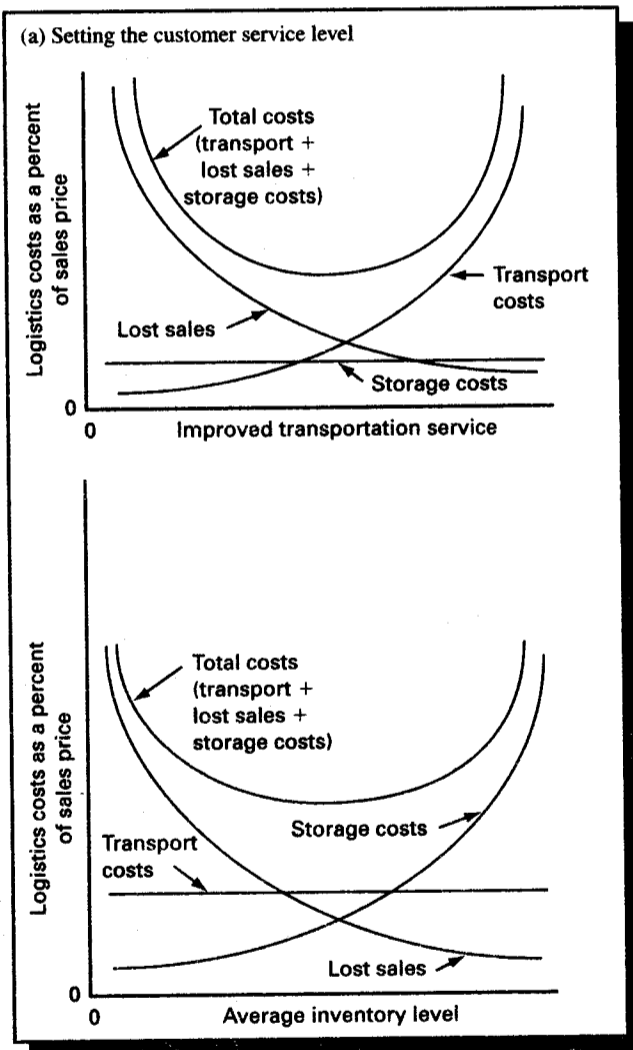 (a) Setting the customer service level
Logistics costs as a percent
of sales price
Total costs
(transport +
lost sales +
storage costs)
Transport
costs
Lost sales
Storage costs
0
0
Improved transportation service
Logistics costs as a percent
of sales price
Total costs
(transport +
lost sales +
storage costs)
Storage costs
Transport
costs
Lost sales
0
0
Average inventory level